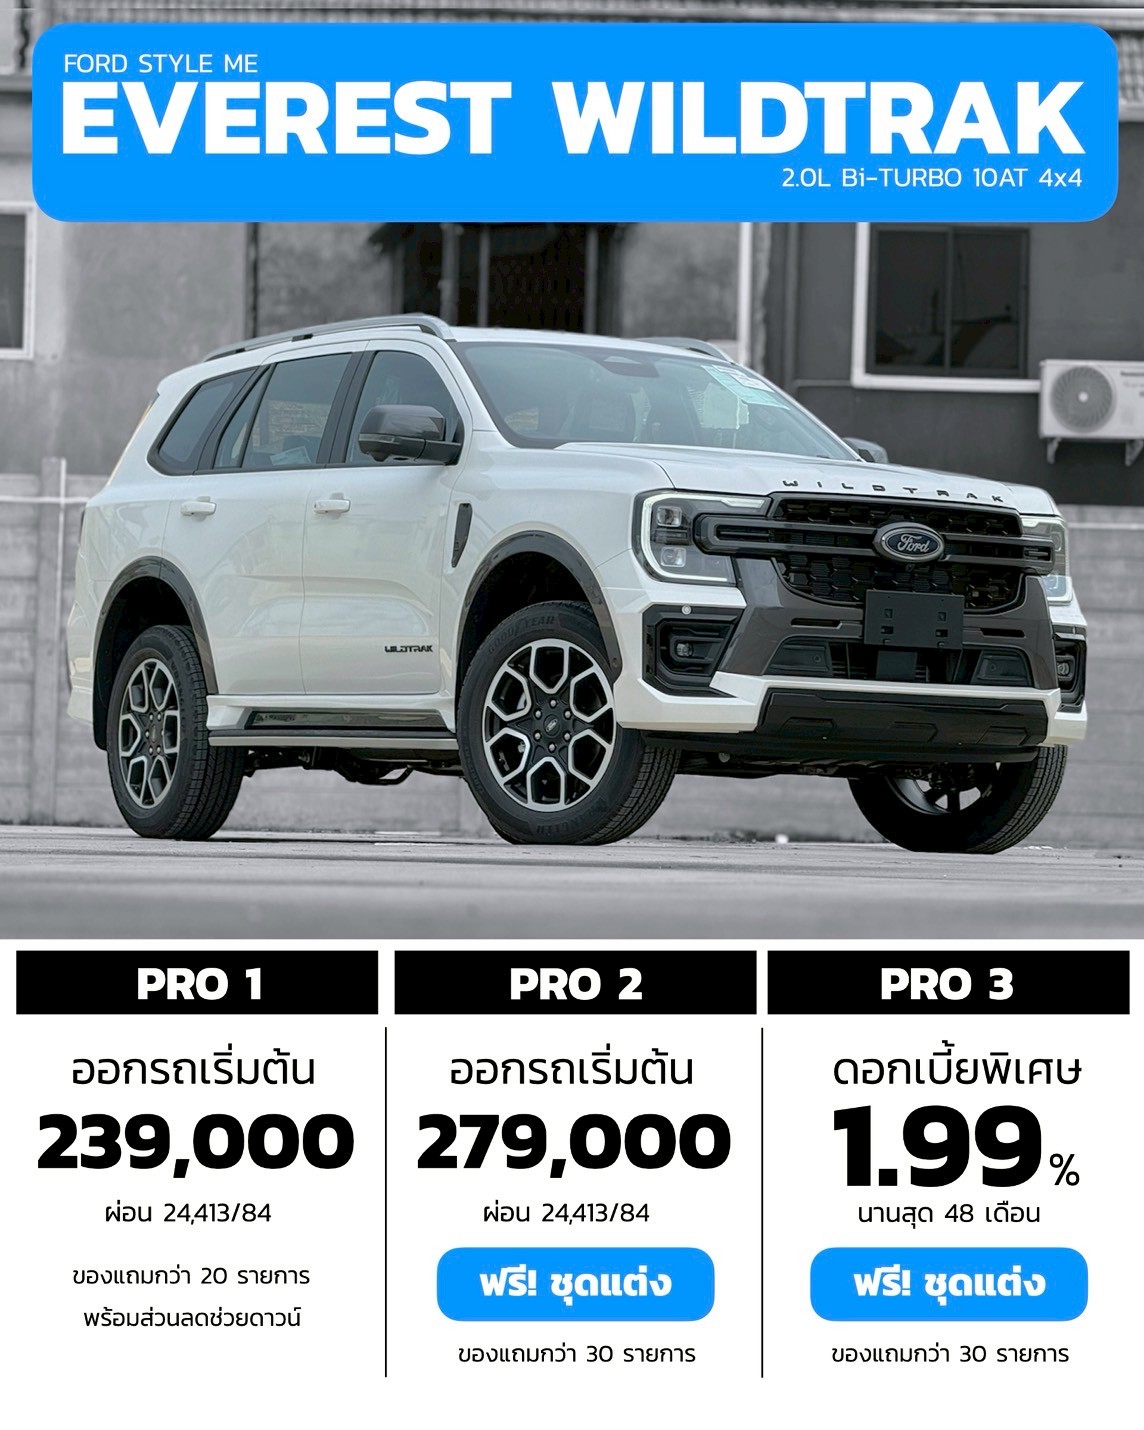 FORD STYLE ME
EVEREST WILDTRAK
2.0L Bi-TURBO 10AT 4x4
WILDTRAK
Ford
WILDTRAK
GOODYEAR
PRO 1
ออกรถเริ่มต้น
239,000
ผ่อน 24,413/84
ของแถมกว่า 20 รายการ
พร้อมส่วนลดช่วยดาวน์
PRO 2
ออกรถเริ่มต้น
279,000
ผ่อน 24,413/84
ฟรี! ชุดแต่ง
ของแถมกว่า 30 รายการ
PRO 3
ดอกเบี้ยพิเศษ
1.99%
นานสุด 48 เดือน
ฟรี! ชุดแต่ง
ของแถมกว่า 30 รายการ